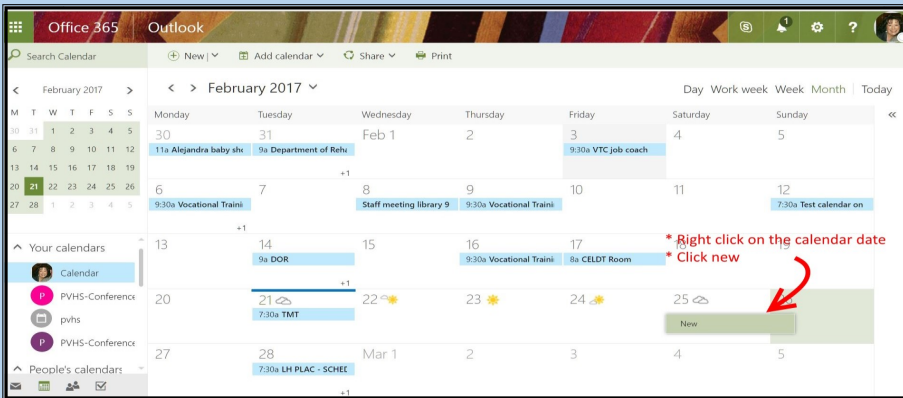 Office 365 Outlook 1 ?
Search Calendar New Add calendar Share Print
February 2017 February 2017 Day Work week Week Month Today
M T W T F S S Monday Tuesday Wednesday Thursday Friday Saturday Sunday
30 31 1 2 3 4 5
6 7 8 9 10 11 12
13 14 15 16 17 18 19
20 21 22 23 24 25 26
27 28 1 2 3 4 5
30 31 Feb 1 2 3 4 5
11a Alejandra baby 9a Department of 9:30a VTC job coach
+1
6 7 8 9 10 11 12
9:30a Vocational Staff meeting library 9 9:30a Vocational 7:30a Test calendar on
+1
Your calendars
Calendar
P PVHS-Conference
pvhs
P PVHS-Conference
People's calendars
13 14 15 16 17
9a DOR 9:30a Vocational 8a CELDT Room
+1
* Right click on the calendar date
* Click new
20 21 22 23 24 25
7:30a TMT New
27 28 Mar 1 2 3 4 5
7:30a LH PLAC - SCHED
+1